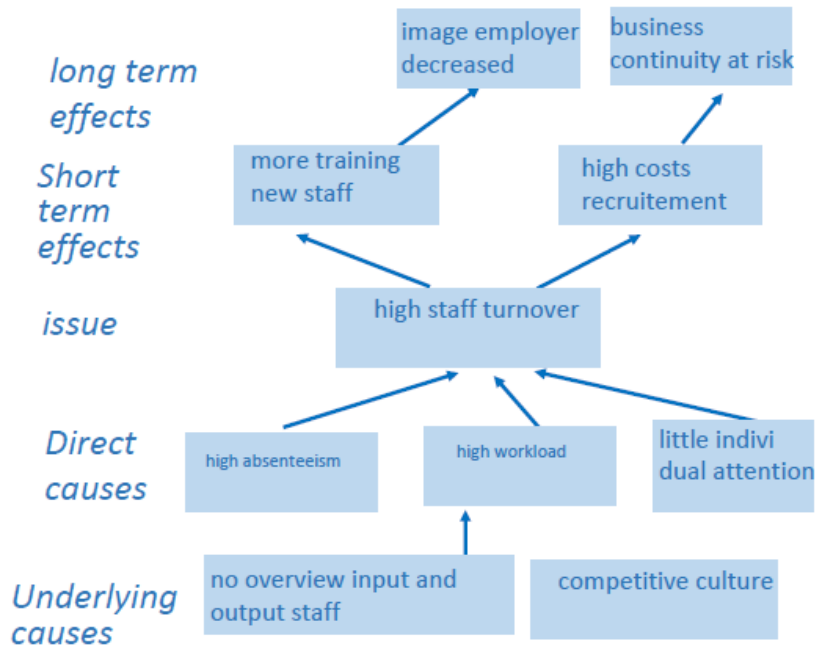 long term
effects
image employer
decreased
business
continuity at risk
Short
term
effects
more training
new staff
high costs
recruitement
issue
high staff turnover
Direct
causes
high absenteeism
high workload
little indivi
dual attention
Underlying
causes
no overview input and
output staff
competitive culture